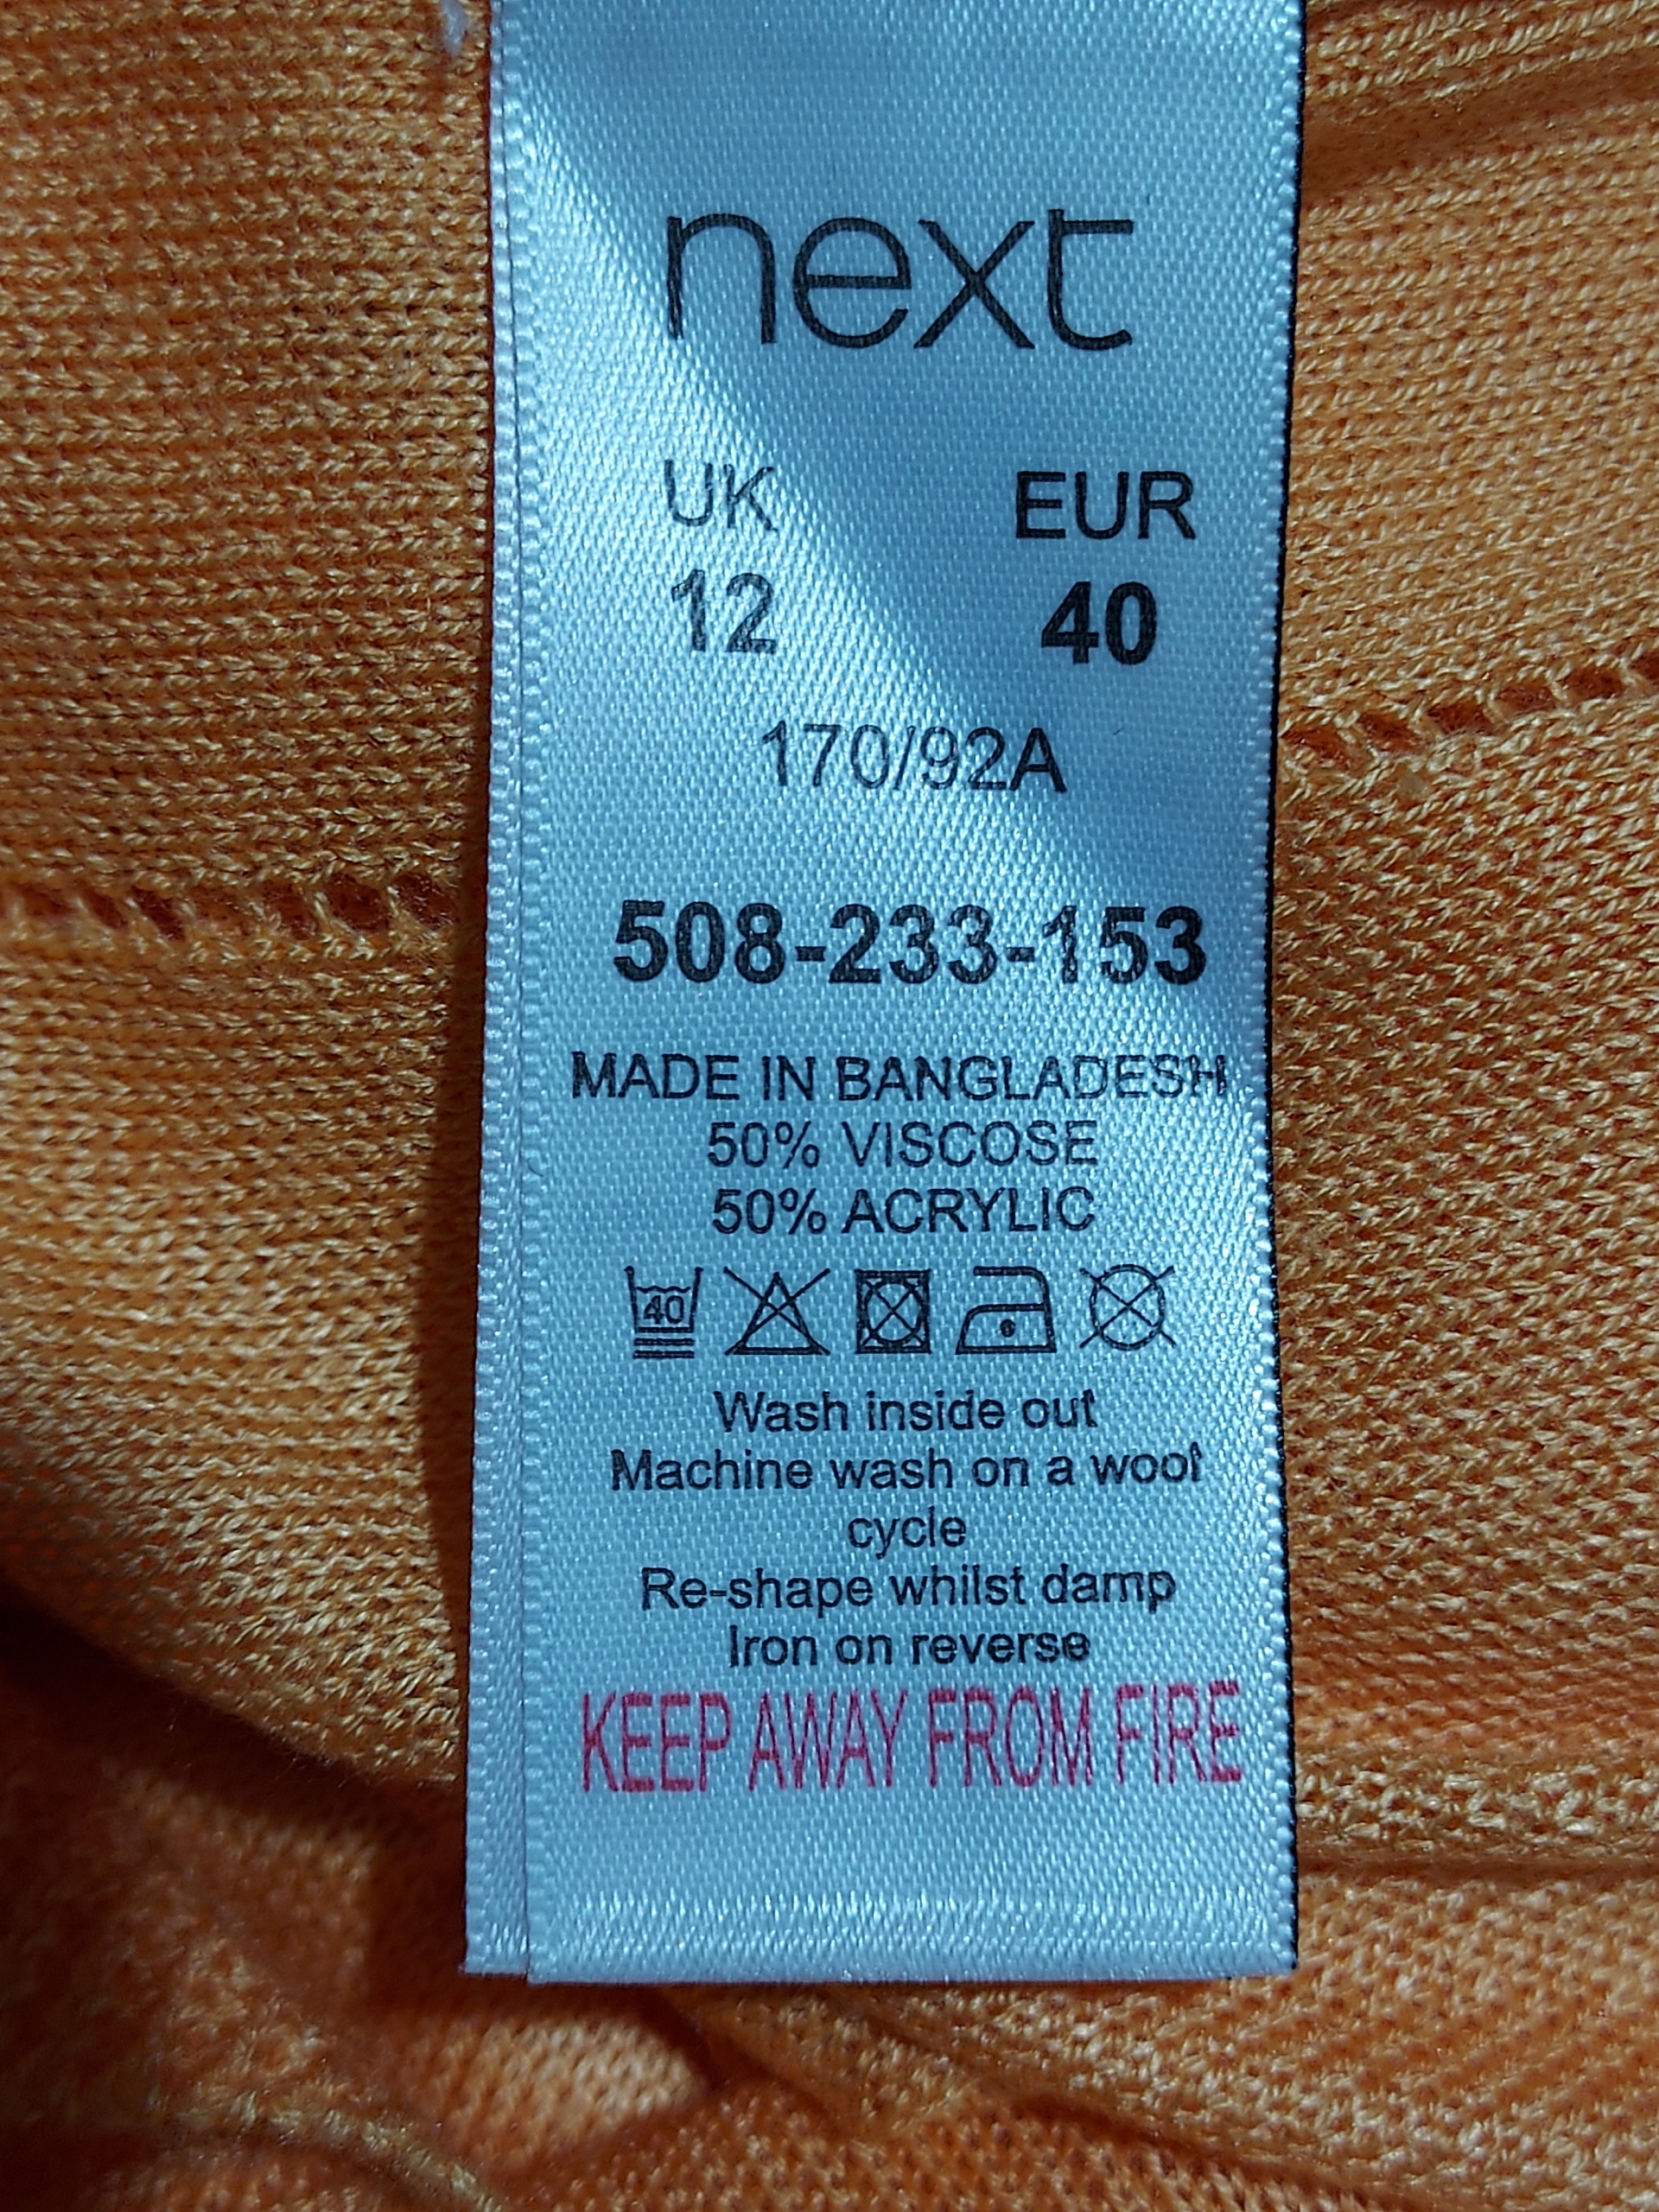 next
UK EUR
12 40
170/92A
508-233-153
MADE IN BANGLADESH
50% VISCOSE
50% ACRYLIC
40
Wash inside out
Machine wash on a wool
cycle
Re-shape whilst damp
Iron on reverse
KEEP AWAY FROM FIRE